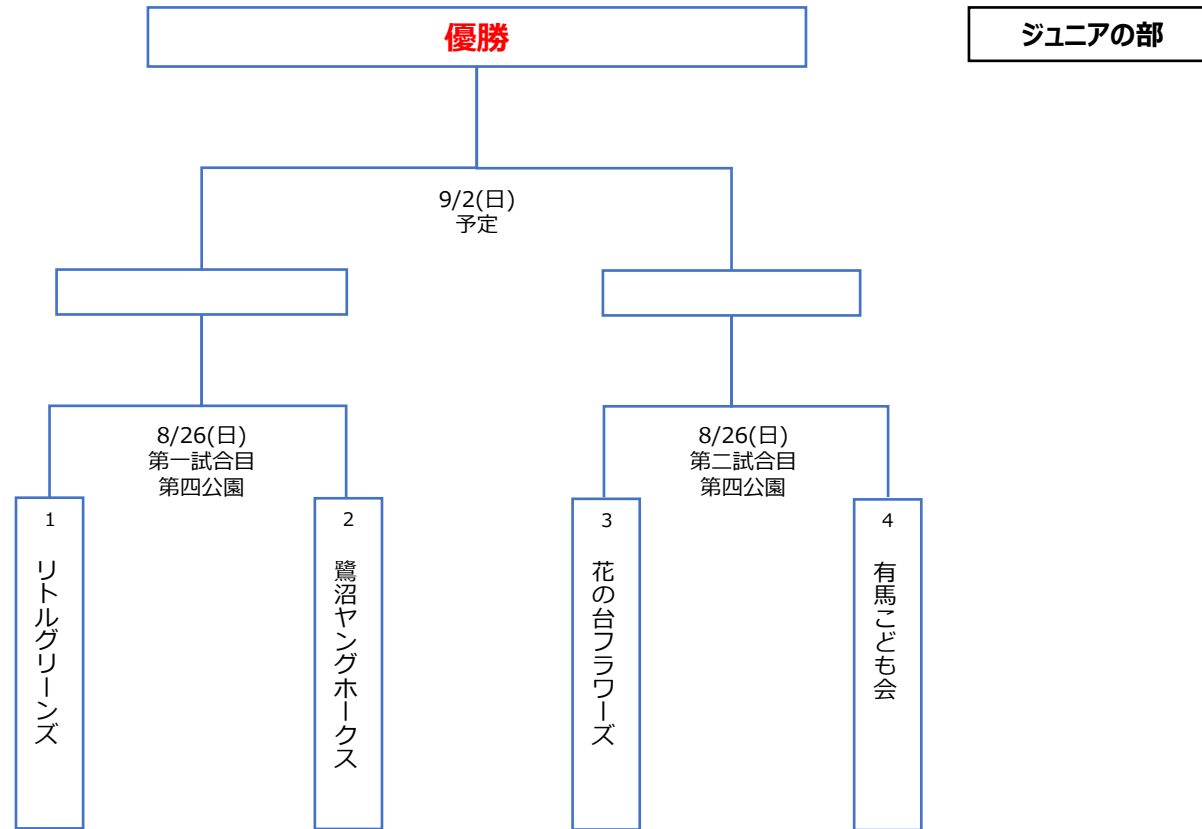 優勝
ジュニアの部
9/2(日)
予定
8/26(日)
第一試合目
第四公園
8/26(日)
第二試合目
第四公園
1
リトルグリーンズ
2
鷺沼ヤングホークス
3
花の台フラワーズ
4
有馬こども会